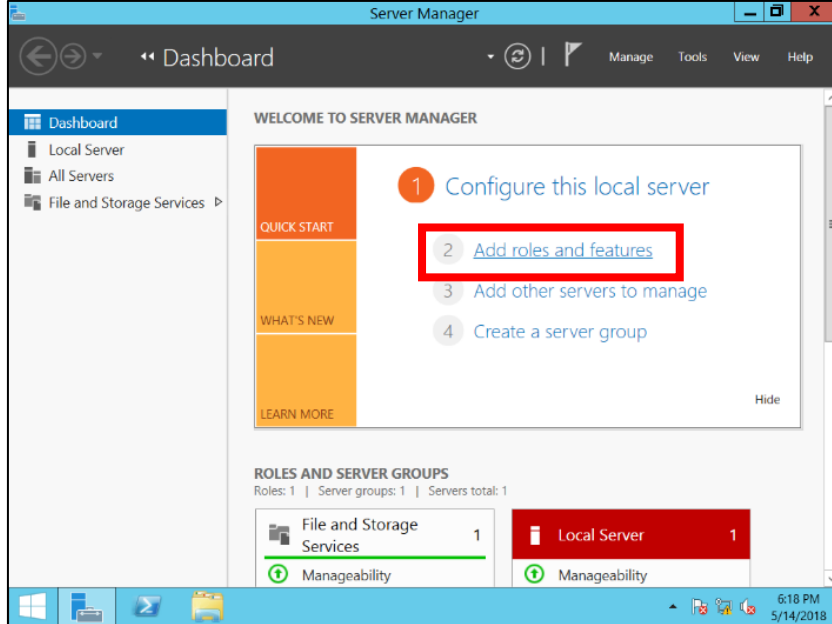 Server Manager
Dashboard
Manage Tools View Help
Dashboard
Local Server
All Servers
File and Storage Services
WELCOME TO SERVER MANAGER
QUICK START
WHAT'S NEW
LEARN MORE
1 Configure this local server
2 Add roles and features
3 Add other servers to manage
4 Create a server group
Hide
ROLES AND SERVER GROUPS
Roles: 1 | Server groups: 1 | Servers total: 1
File and Storage
Services
1
Manageability
Local Server 1
Manageability
6:18 PM
5/14/2018